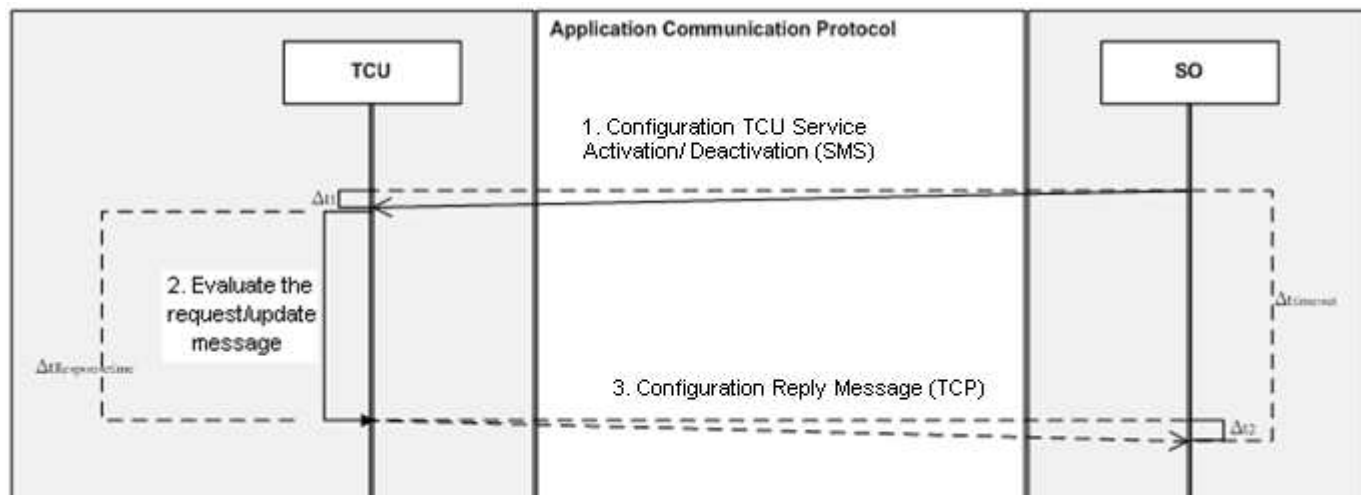 Application Communication Protocol
TCU
SO
1. Configuration TCU Service
Activation/ Deactivation (SMS)
Δt1
2. Evaluate the
request/update
message
Δttimeout
ΔtResponsetime
3. Configuration Reply Message (TCP)
Δt2